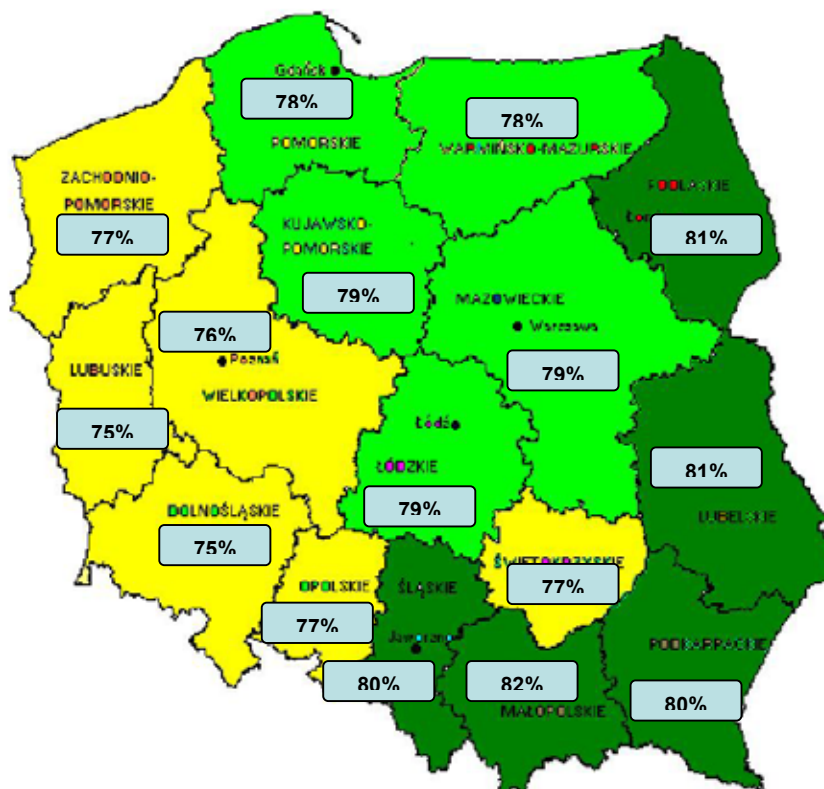 Gdańsk
78%
POMORSKIE
78%
WARMIŃSKO-MAZURSKIE
ZACHODNIO-
POMORSKIE
77%
KUJAWSKO-
POMORSKIE
79%
PODLASKIE
81%
MAZOWIECKIE
Warszawa
79%
76%
Poznań
WIELKOPOLSKIE
LUBUSKIE
75%
Łódź
ŁÓDZKIE
79%
81%
LUBELSKIE
DOLNOŚLĄSKIE
75%
OPOLSKIE
77%
ŚLĄSKIE
Jaworzno
80%
ŚWIĘTOKRZYSKIE
77%
82%
MAŁOPOLSKIE
PODKARPACKIE
80%